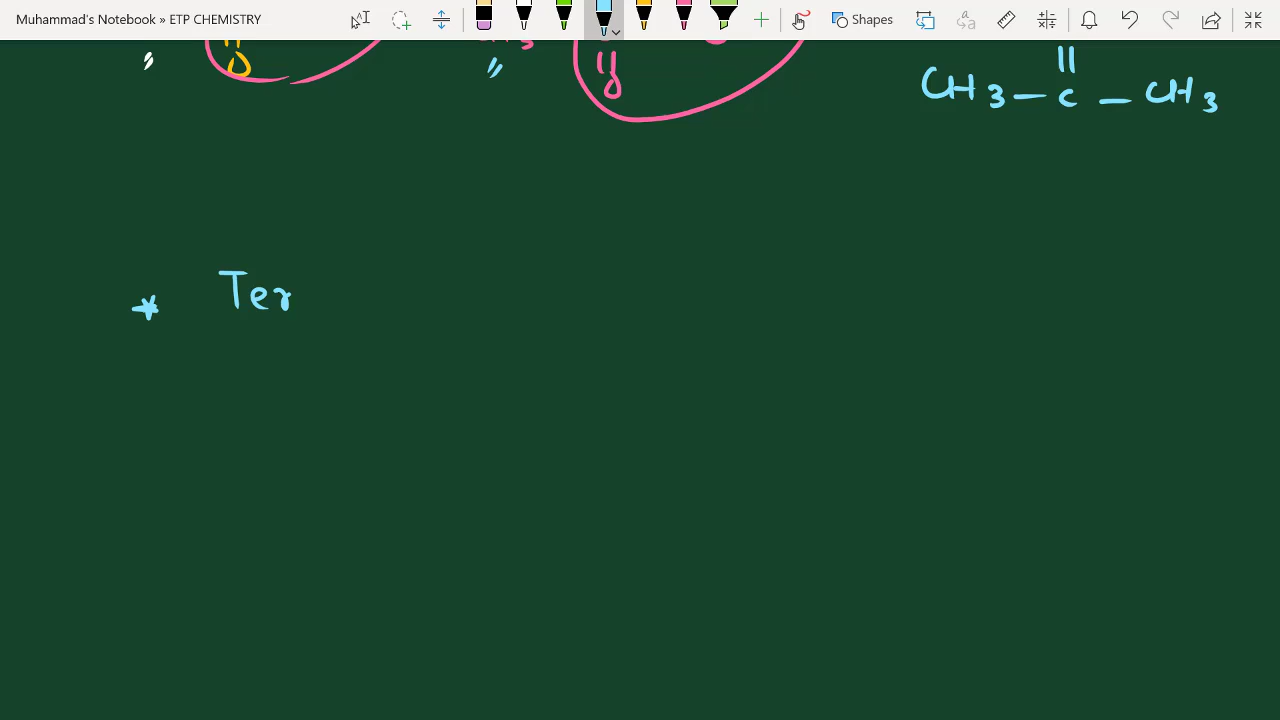 Muhammad's Notebook » ETP CHEMISTRY
Shapes
||
CH3 — C — CH3
* Ter